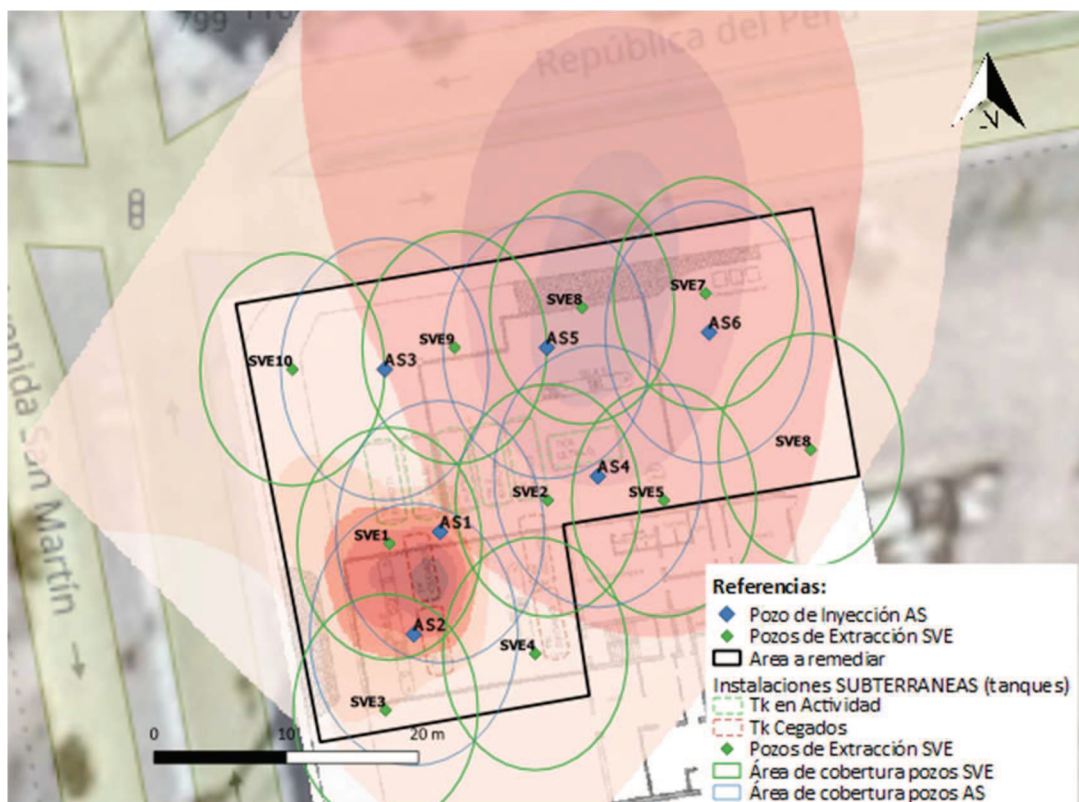 799
República del Perú
N
8
SVE7
SVE8
AS6
SVE9
AS5
SVE10
AS3
SVE8
AS4
SVE2
SVE5
AS1
SVE1
AS2
SVE4
SVE3
enida San Martín
0 10 20 m
Referencias:
Pozo de Inyección AS
Pozos de Extracción SVE
Area a remediar
Instalaciones SUBTERRANEAS (tanques)
Tk en Actividad
Tk Cegados
Pozos de Extracción SVE
Área de cobertura pozos SVE
Área de cobertura pozos AS